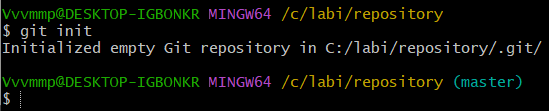 Vvvmmp@DESKTOP-IGBONKR MINGW64 /c/labi/repository
$ git init
Initialized empty Git repository in C:/labi/repository/.git/
Vvvmmp@DESKTOP-IGBONKR MINGW64 /c/labi/repository (master)
$